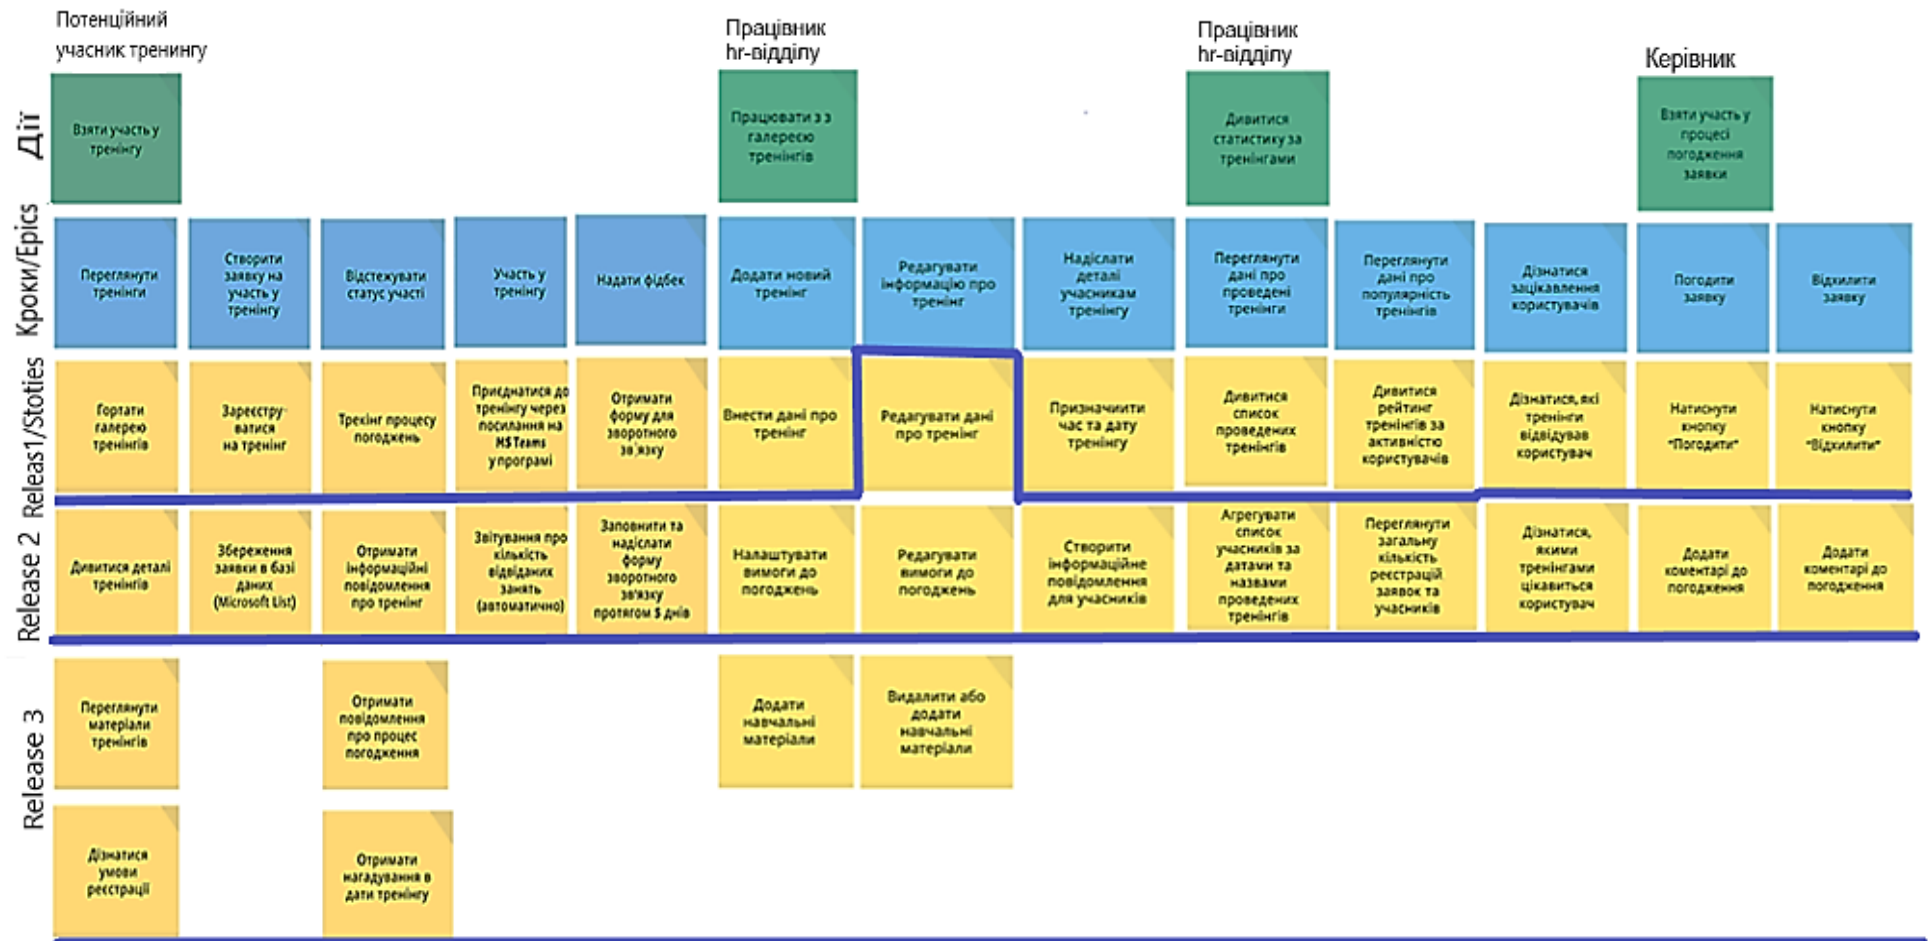 Потенційний
учасник тренингу
Працівник
hr-відділу
Працівник
hr-відділу
Керівник
Дії
Взяти участь у
тренінгу
Працювати з з
галереєю
тренінгів
Дивитися
статистику за
тренінгами
Взяти участь у
процесі
погодження
заявки
Кроки/Epics
Переглянути
тренінги
Створити
заявку на
участь у
тренінгу
Відстежувати
статус участі
Участь у
тренінгу
Надати фідбек
Додати новий
тренінг
Редагувати
інформацію про
тренінг
Надіслати
деталі
учасникам
тренінгу
Переглянути
дані про
проведені
тренінги
Переглянути
дані про
популярність
тренінгів
Дізнатися
зацікавлення
користувачів
Погодити
заявку
Відхилити
заявку
Releas1/Stoties
Гортати
галерею
тренінгів
Зареєстру-
ватися
на тренінг
Трекінг процесу
погоджень
Приєднатися до
тренінгу через
посилання на
M$Teams
у програмі
Отримати
форму для
зворотного
зв'язку
Внести дані про
тренінг
Редагувати дані
про тренінг
Призначиити
час та дату
тренінгу
Дивитися
список
проведених
тренінгів
Дивитися
рейтинг
тренінгів за
активністю
користувачів
Дізнатися, які
тренінги
відвідував
користувач
Натиснути
кнопку
"Погодити"
Натиснути
кнопку
"Відхилити"
Release 2
Дивитися деталі
тренінгів
Збереження
заявки в базі
даних
(Microsoft List)
Отримати
інформаційні
повідомлення
про тренінг
Звітування про
кількість
відвіданих
занять
(автоматично)
Заповнити та
надіслати
форму
зворотного
зв'язку
протягом $ днів
Налаштувати
вимоги до
погоджень
Редагувати
вимоги до
погоджень
Створити
інформаційне
повідомлення
для учасників
Агрегувати
список
учасників за
датами та
назвами
проведених
тренінгів
Переглянути
загальну
кількість
реєстрацій
заявок та
учасників
Дізнатися,
якими
тренінгами
цікавиться
користувач
Додати
коментарі до
погодження
Додати
коментарі до
погодження
Release 3
Переглянути
матеріали
тренінгів
Отримати
повідомлення
про процес
погодження
Додати
навчальні
матеріали
Видалити або
додати
навчальні
матеріали
Дізнатися
умови
реєстрації
Отримати
нагадування в
дати тренінгу